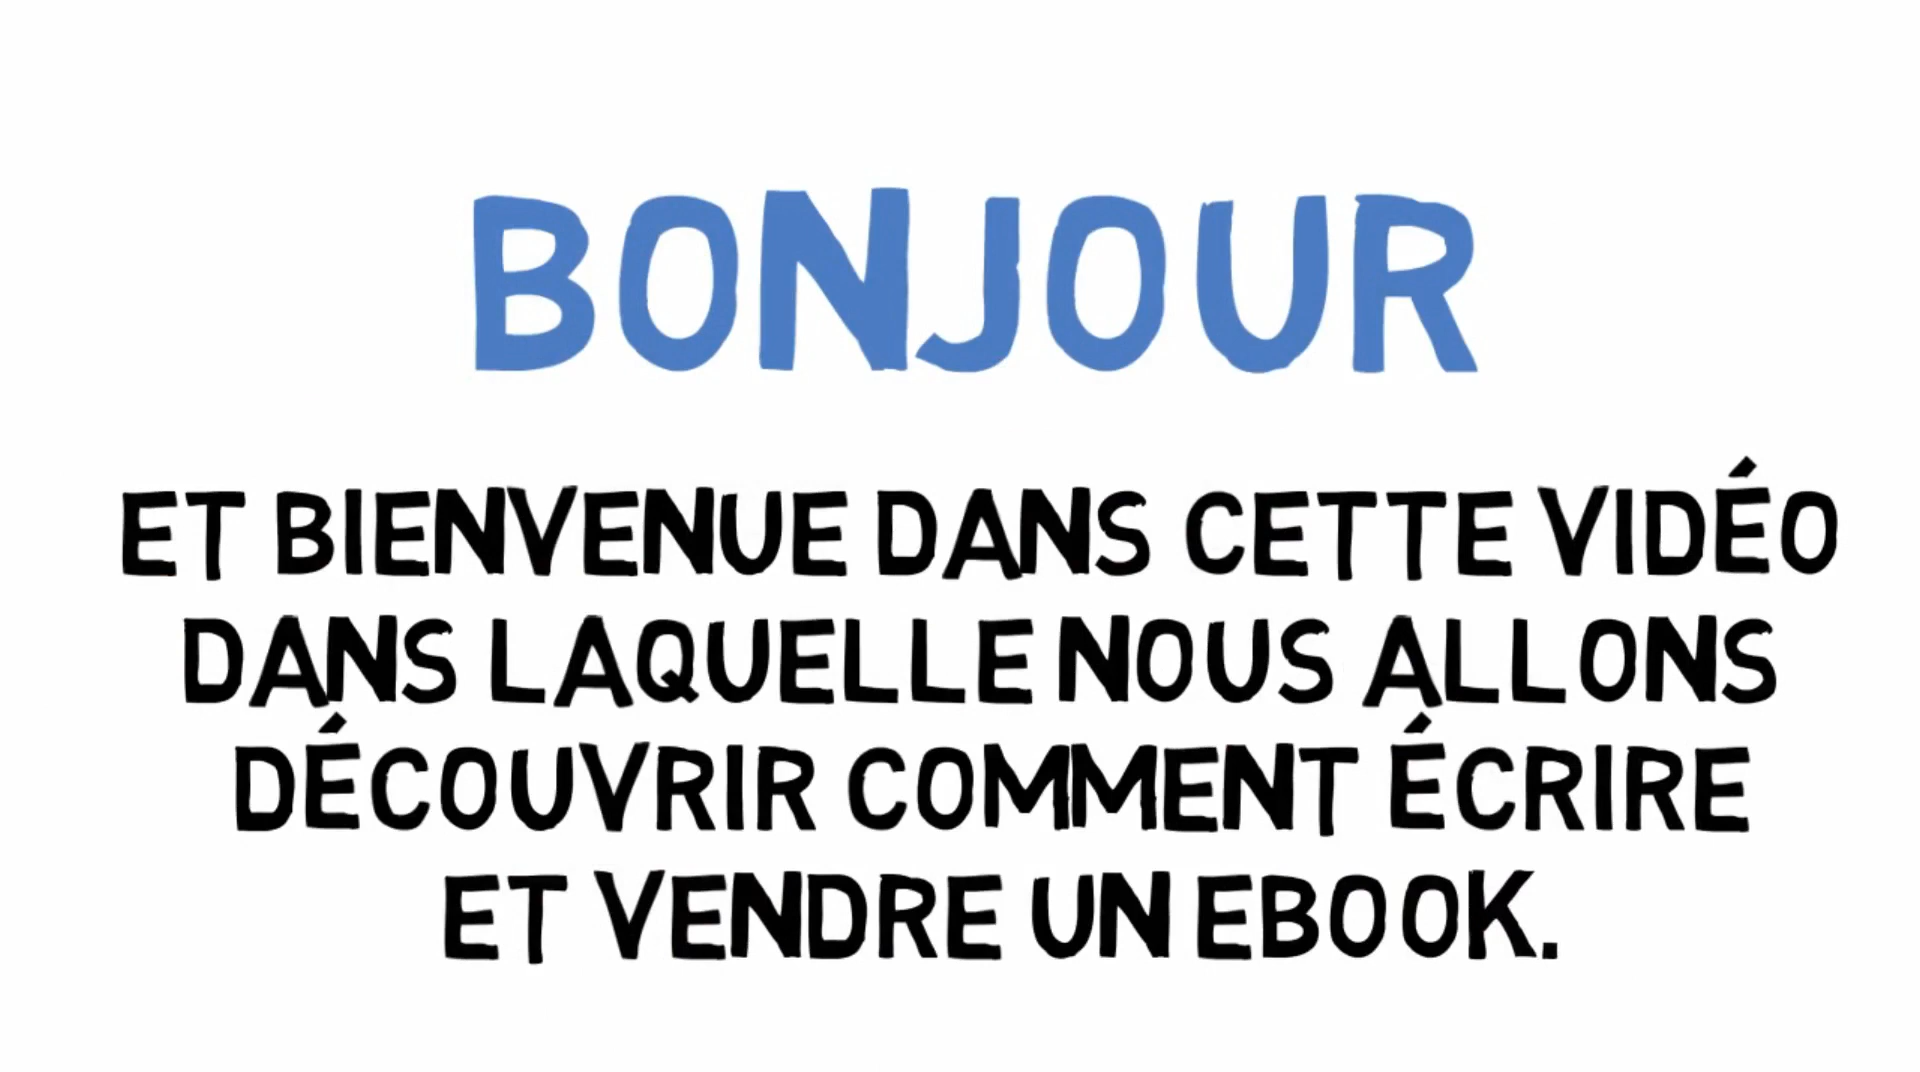 BONJOUR
ET BIENVENUE DANS CETTE VIDÉO
DANS LAQUELLE NOUS ALLONS
DÉCOUVRIR COMMENT ÉCRIRE
ET VENDRE UN EBOOK.